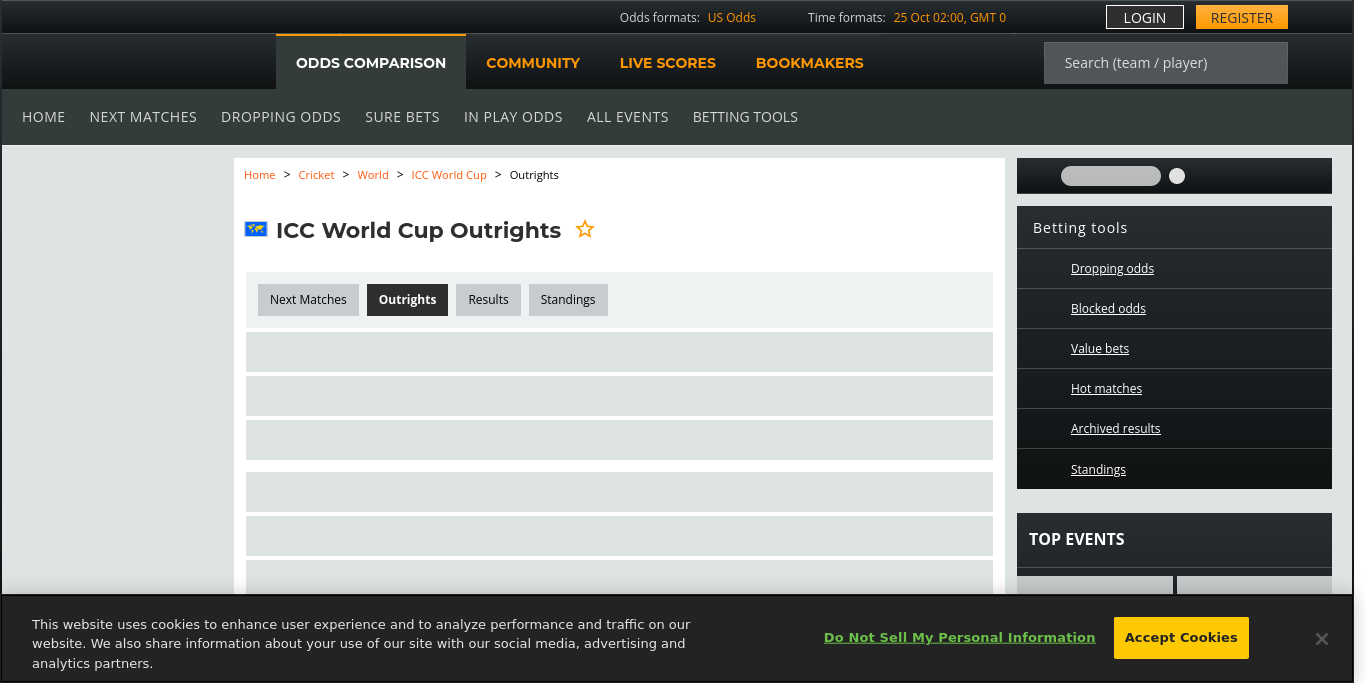 Odds formats: US Odds Time formats: 25 Oct 02:00, GMT 0 LOGIN REGISTER
ODDS COMPARISON COMMUNITY LIVE SCORES BOOKMAKERS Search (team / player)
HOME NEXT MATCHES DROPPING ODDS SURE BETS IN PLAY ODDS ALL EVENTS BETTING TOOLS
Home > Cricket > World > ICC World Cup > Outrights
ICC World Cup Outrights
Next Matches Outrights Results Standings
Betting tools
Dropping odds
Blocked odds
Value bets
Hot matches
Archived results
Standings
TOP EVENTS
This website uses cookies to enhance user experience and to analyze performance and traffic on our
website. We also share information about your use of our site with our social media, advertising and
analytics partners.
Do Not Sell My Personal Information Accept Cookies